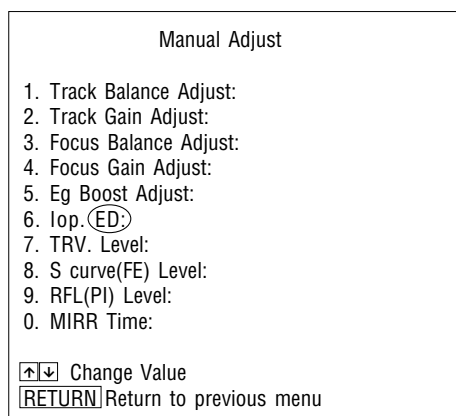 Manual Adjust
1. Track Balance Adjust:
2. Track Gain Adjust:
3. Focus Balance Adjust:
4. Focus Gain Adjust:
5. Eg Boost Adjust:
6. Iop. ED:
7. TRV. Level:
8. S curve(FE) Level:
9. RFL(PI) Level:
0. MIRR Time:
↑↓ Change Value
RETURN Return to previous menu